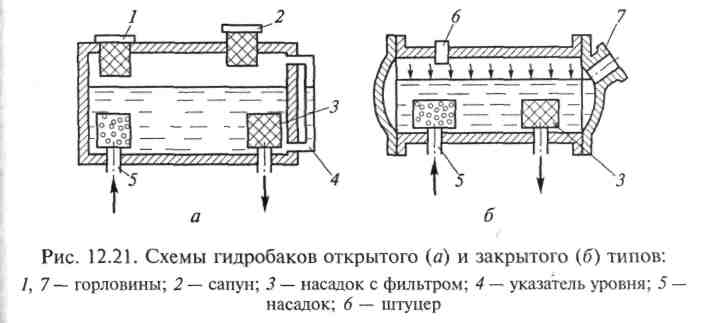 1
2
6
7
3
4
5
а
5
3
б
Рис. 12.21. Схемы гидробаков открытого (а) и закрытого (б) типов:
1, 7 — горловины; 2 — сапун; 3 — насадок с фильтром; 4 — указатель уровня; 5 —
насадок; 6 — штуцер